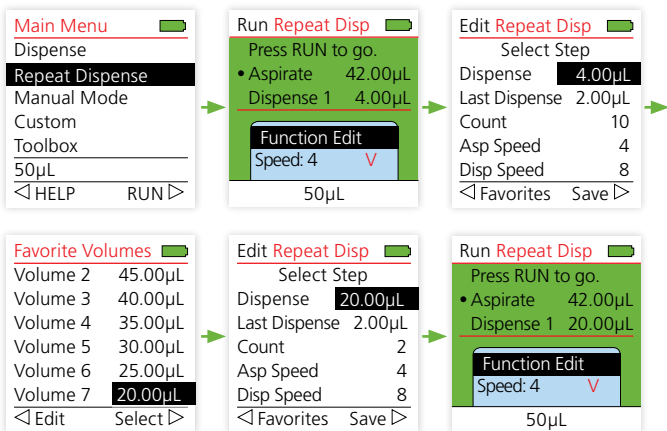 Main Menu
Dispense
Repeat Dispense
Manual Mode
Custom
Toolbox
50µL
◁ HELP RUN ▷
Run Repeat Disp
Press RUN to go.
• Aspirate 42.00µL
Dispense 1 4.00µL
Function Edit
Speed: 4 V
50µL
Edit Repeat Disp
Select Step
Dispense 4.00µL
Last Dispense 2.00µL
Count 10
Asp Speed 4
Disp Speed 8
◁ Favorites Save ▷
Favorite Volumes
Volume 2 45.00µL
Volume 3 40.00µL
Volume 4 35.00µL
Volume 5 30.00µL
Volume 6 25.00µL
Volume 7 20.00µL
◁ Edit Select ▷
Edit Repeat Disp
Select Step
Dispense 20.00µL
Last Dispense 2.00µL
Count 2
Asp Speed 4
Disp Speed 8
◁ Favorites Save ▷
Run Repeat Disp
Press RUN to go.
• Aspirate 42.00µL
Dispense 1 20.00µL
Function Edit
Speed: 4 V
50µL